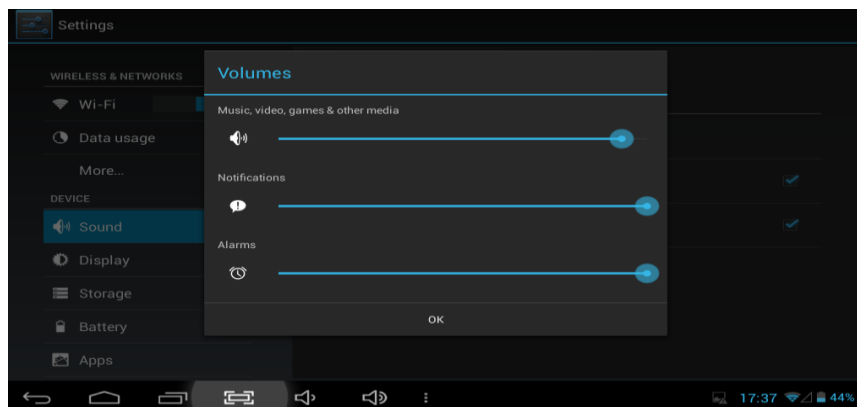 Settings
WIRELESS & NETWORKS
Wi-Fi
Data usage
More...
DEVICE
Sound
Display
Storage
Battery
Apps
Volumes
Music, video, games & other media
Notifications
Alarms
OK
17:37 44%